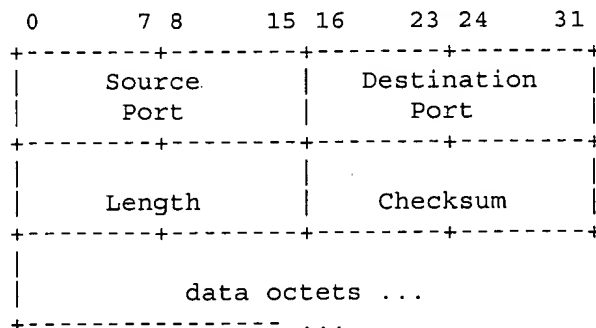 0 7 8 15 16 23 24 31
Source Destination
Port Port
Length Checksum
data octets ...
...